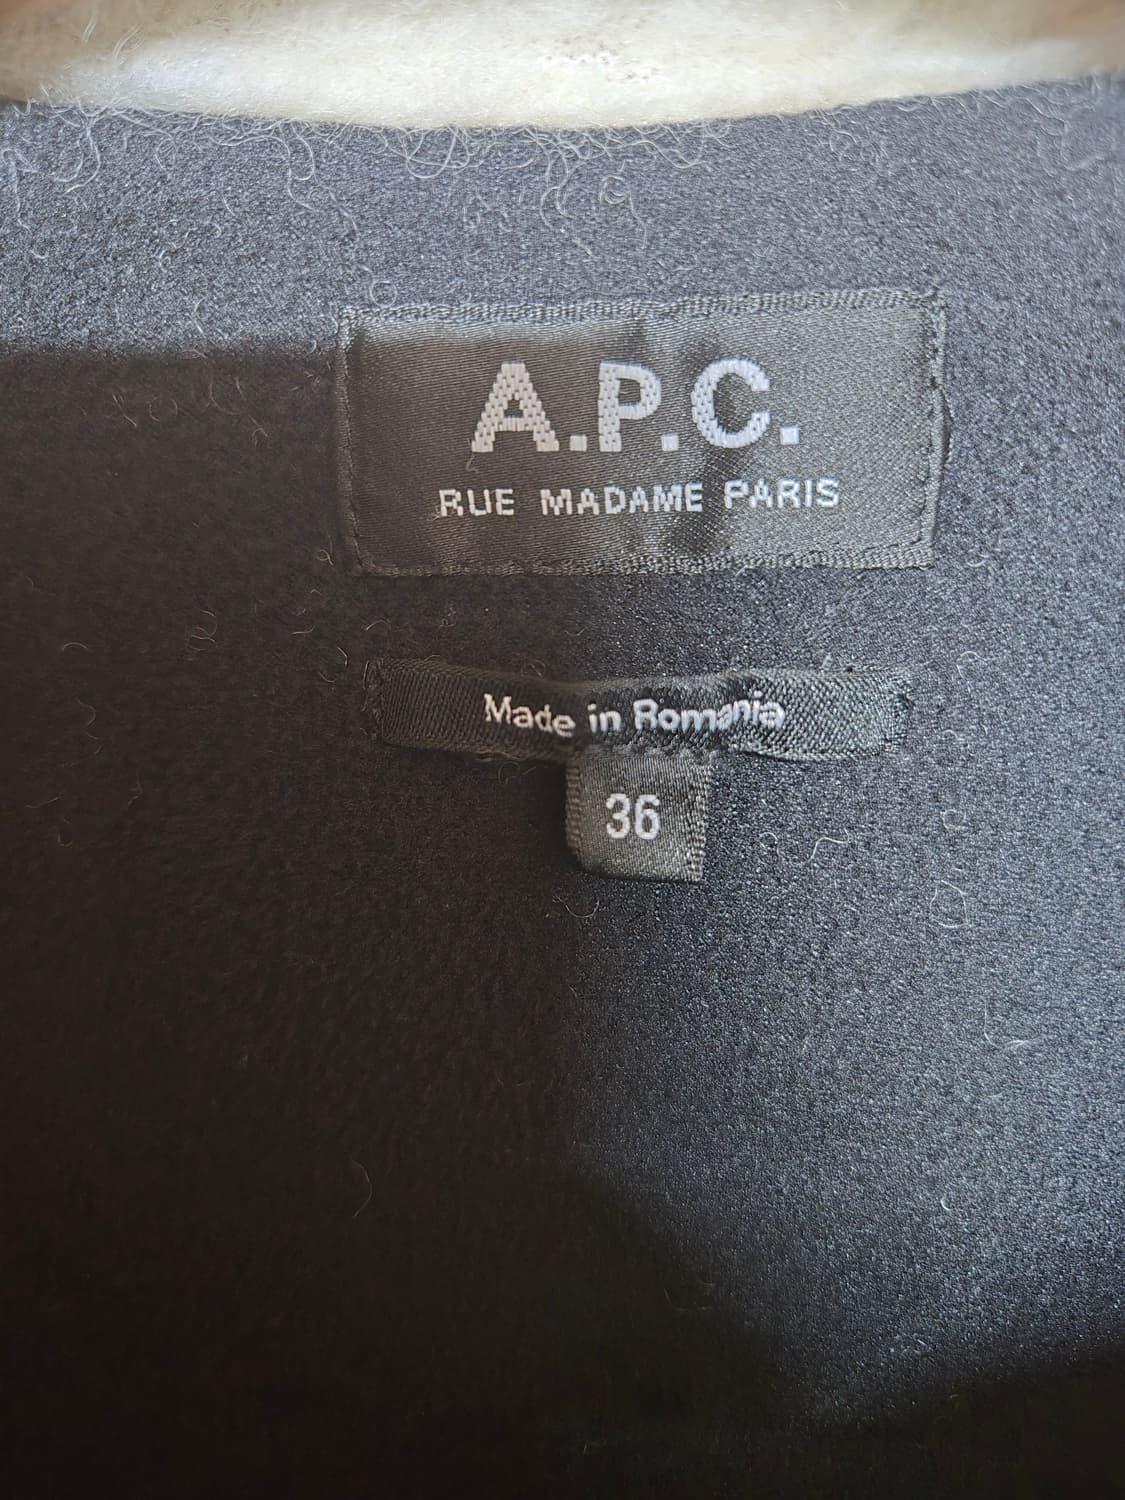 A.P.C.
RUE MADAME PARIS
Made in Romania
36